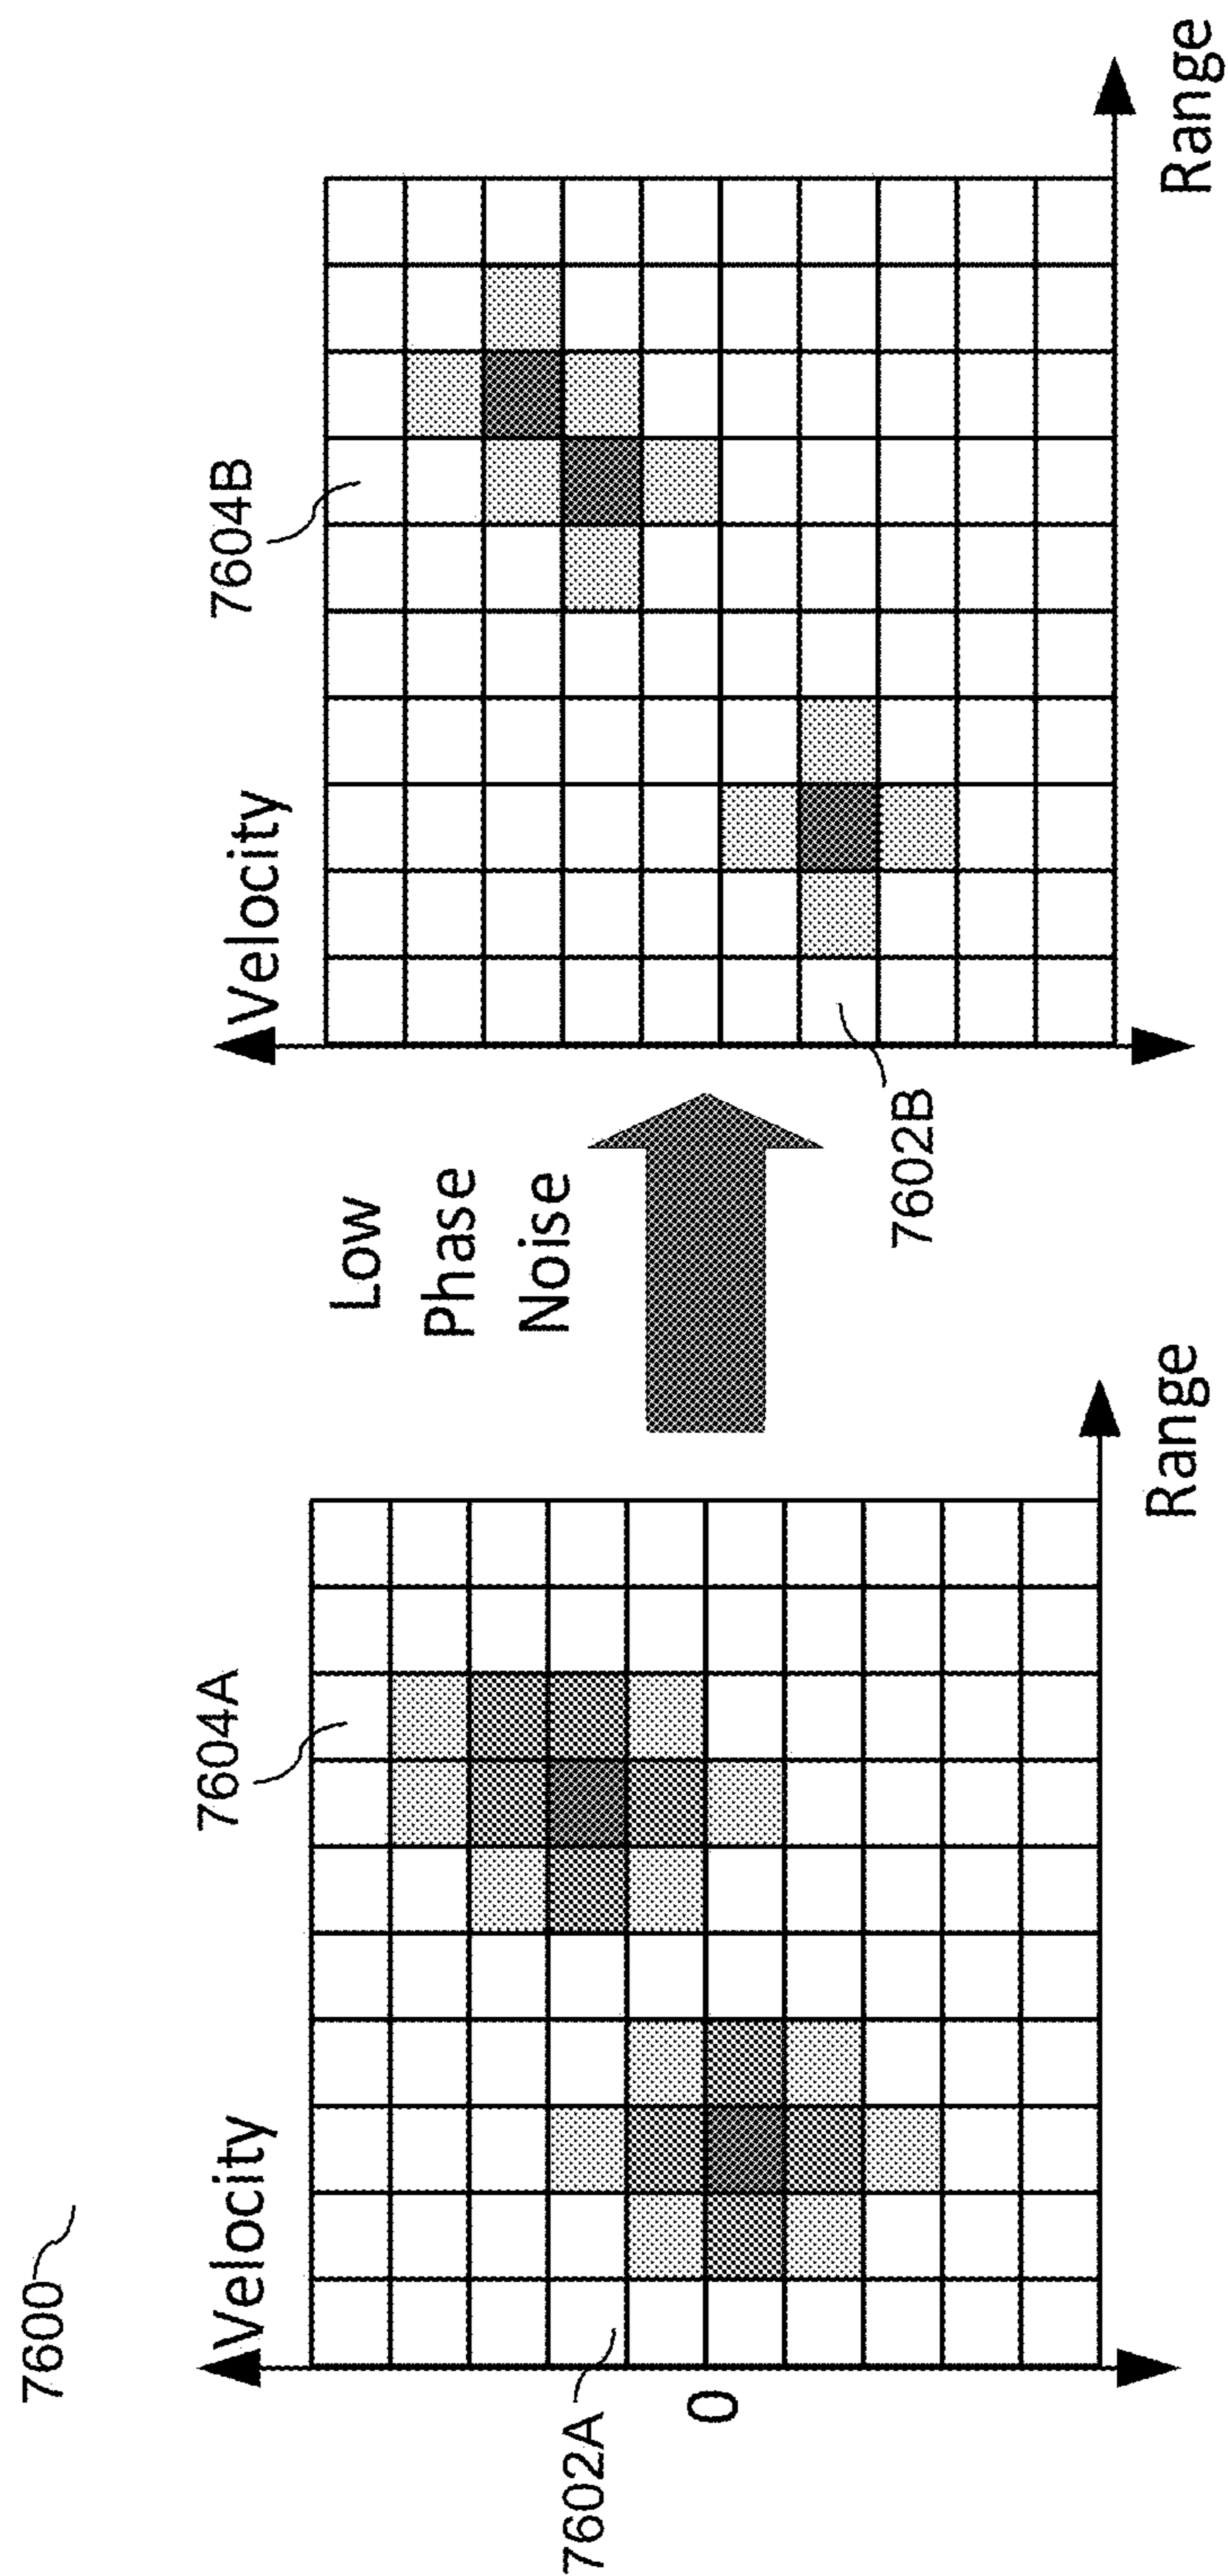 7600
Velocity
7604A
7602A
0
Range
Low
Phase
Noise
Velocity
7604B
7602B
Range